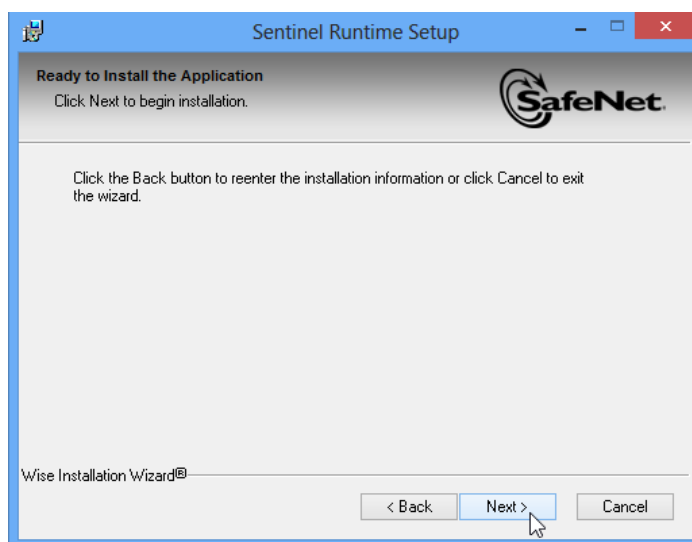 Sentinel Runtime Setup
Ready to Install the Application
Click Next to begin installation.
SafeNet.
Click the Back button to reenter the installation information or click Cancel to exit
the wizard.
Wise Installation Wizard®
< Back
Next >
Cancel